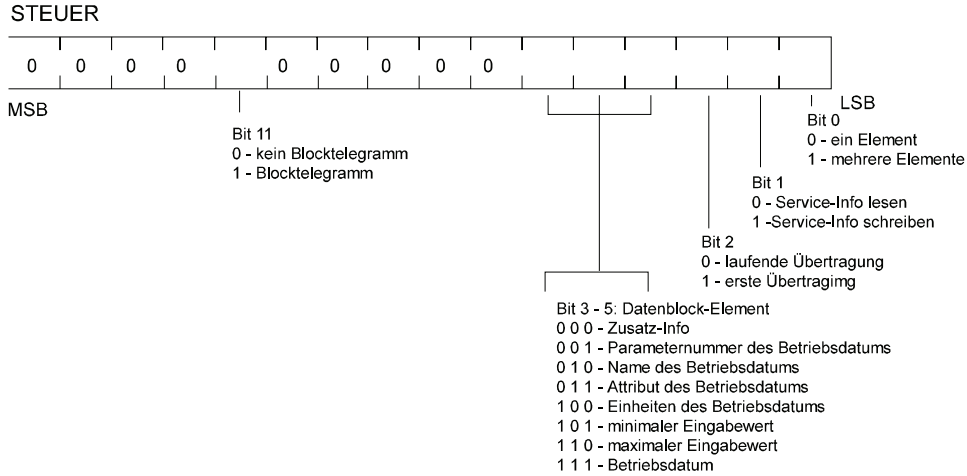 STEUER
0 0 0 0 0 0 0 0 0
MSB
LSB
Bit 11
0 - kein Blocktelegramm
1 - Blocktelegramm
Bit 0
0 - ein Element
1 - mehrere Elemente
Bit 1
0 - Service-Info lesen
1 -Service-Info schreiben
Bit 2
0 - laufende Übertragung
1 - erste Übertragimg
Bit 3 - 5: Datenblock-Element
0 0 0 - Zusatz-Info
0 0 1 - Parameternummer des Betriebsdatums
0 1 0 - Name des Betriebsdatums
0 1 1 - Attribut des Betriebsdatums
1 0 0 - Einheiten des Betriebsdatums
1 0 1 - minimaler Eingabewert
1 1 0 - maximaler Eingabewert
1 1 1 - Betriebsdatum